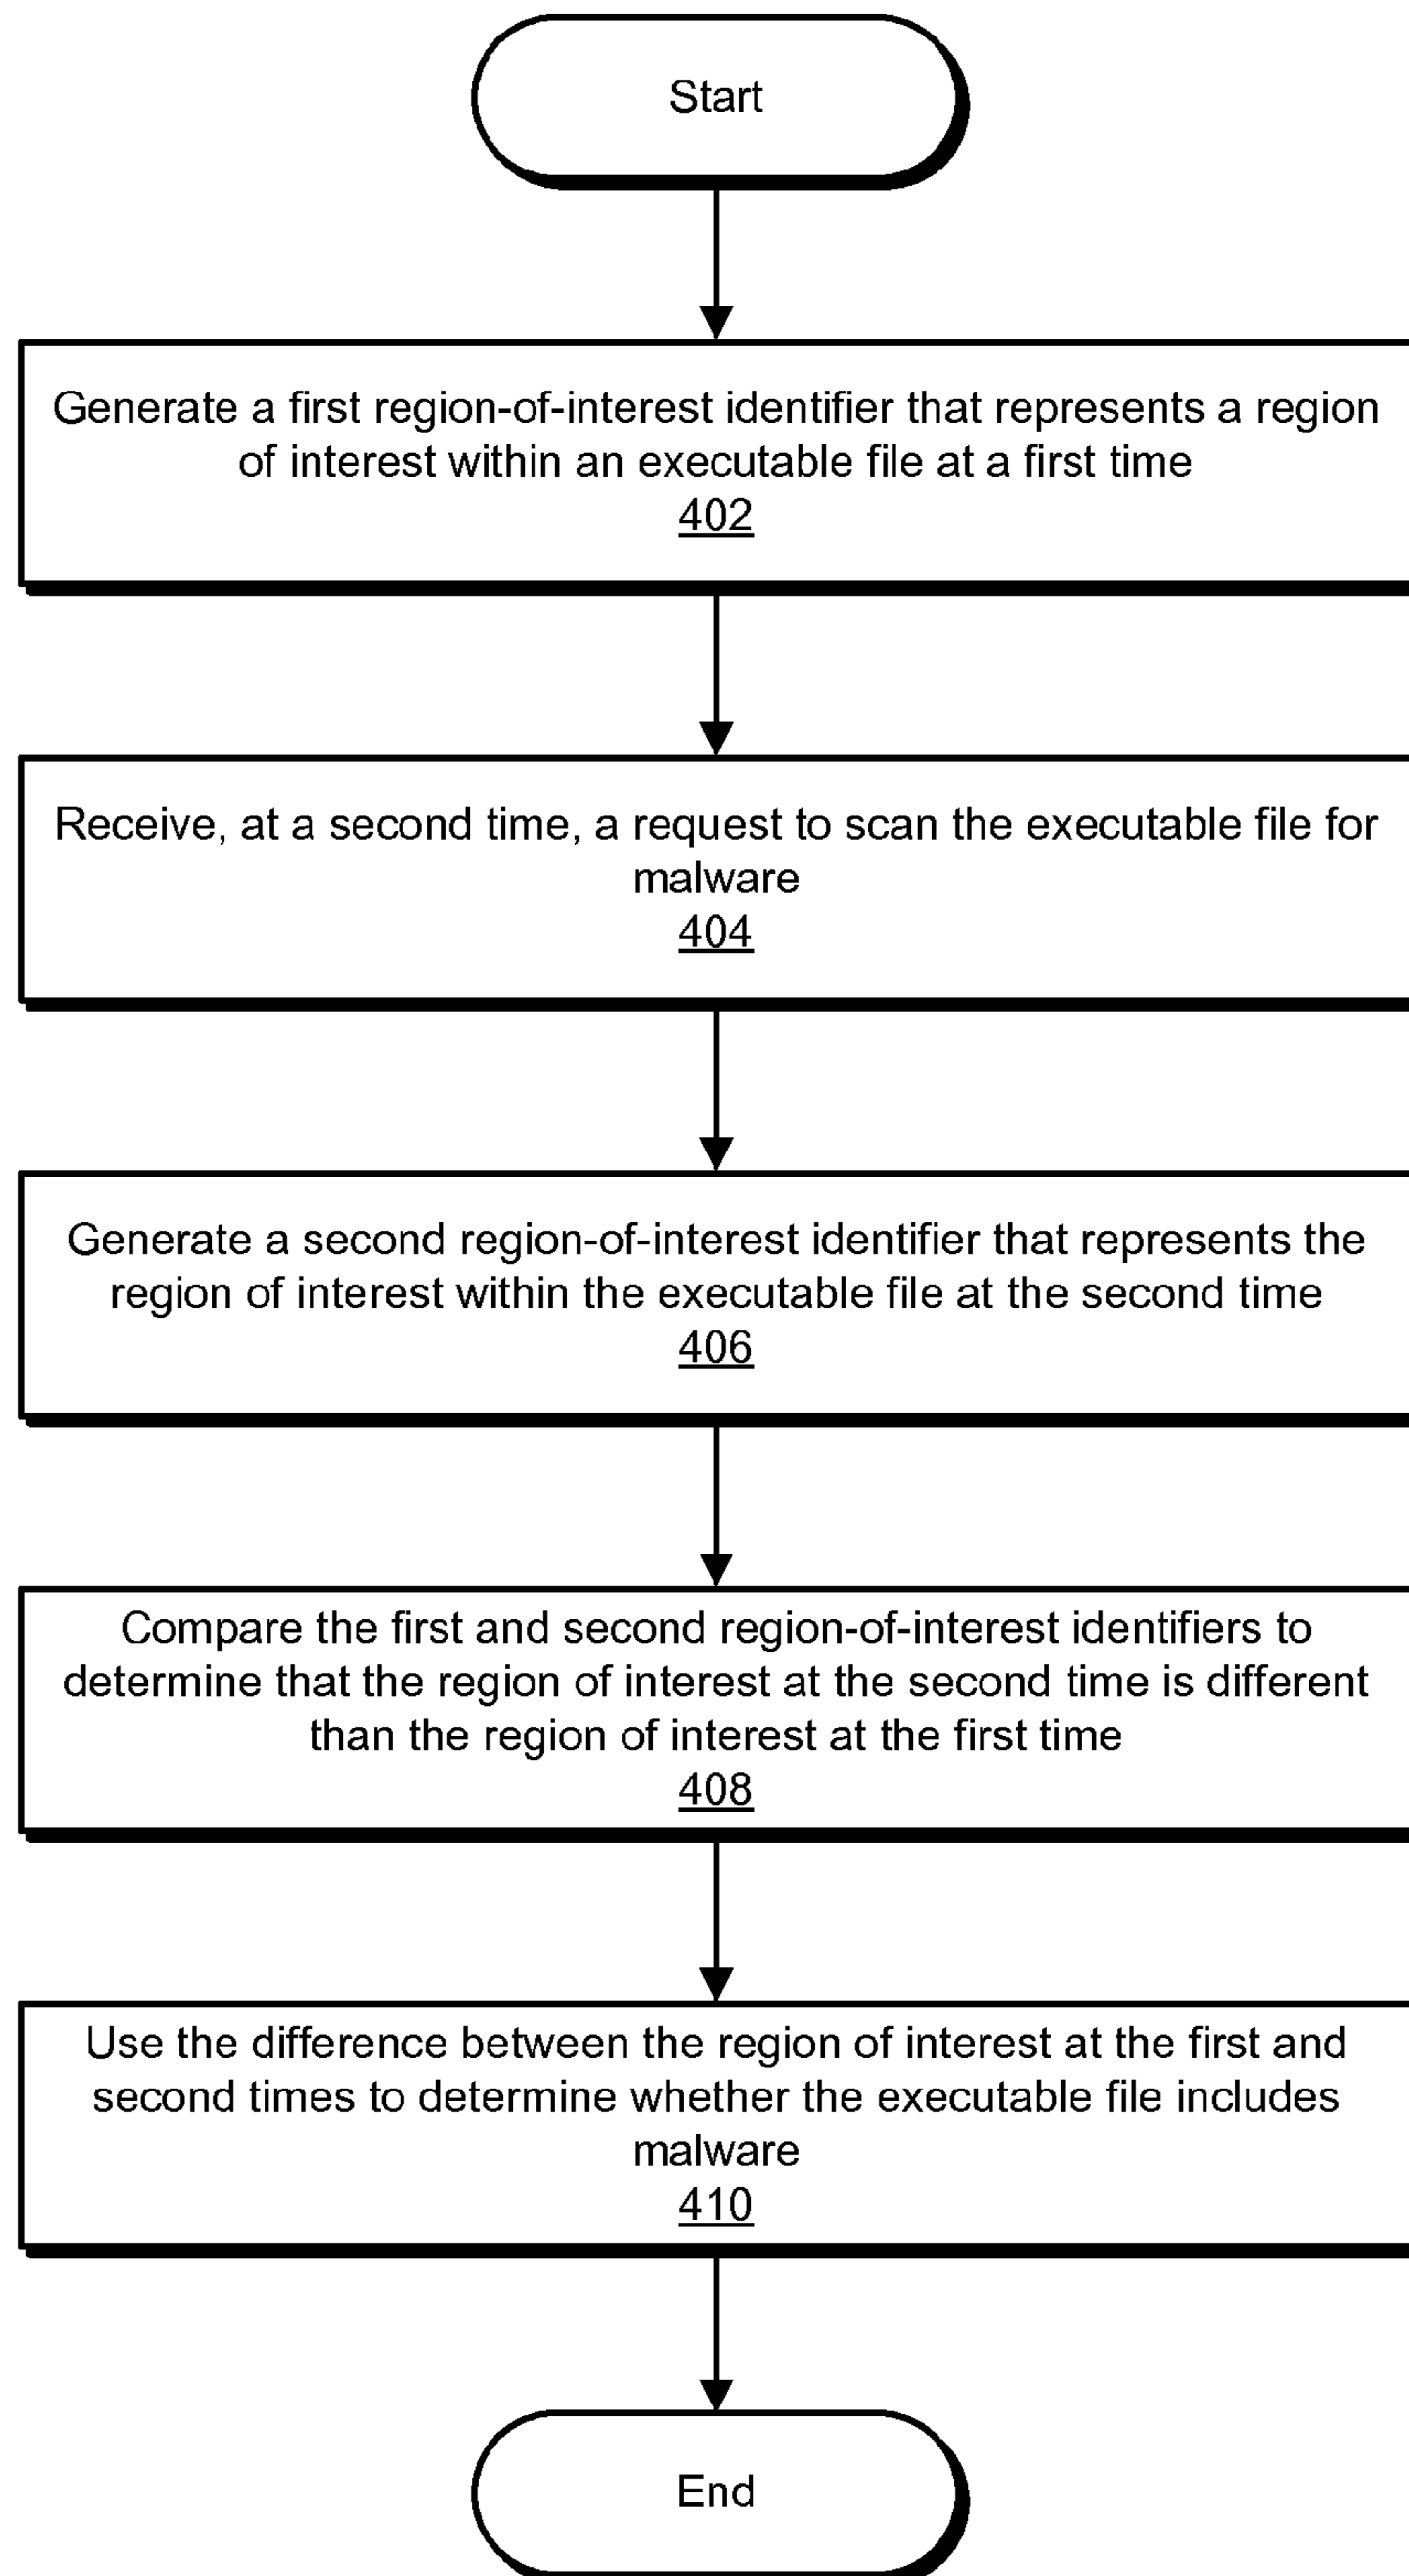 Start
Generate a first region-of-interest identifier that represents a region
of interest within an executable file at a first time
402
Receive, at a second time, a request to scan the executable file for
malware
404
Generate a second region-of-interest identifier that represents the
region of interest within the executable file at the second time
406
Compare the first and second region-of-interest identifiers to
determine that the region of interest at the second time is different
than the region of interest at the first time
408
Use the difference between the region of interest at the first and
second times to determine whether the executable file includes
malware
410
End